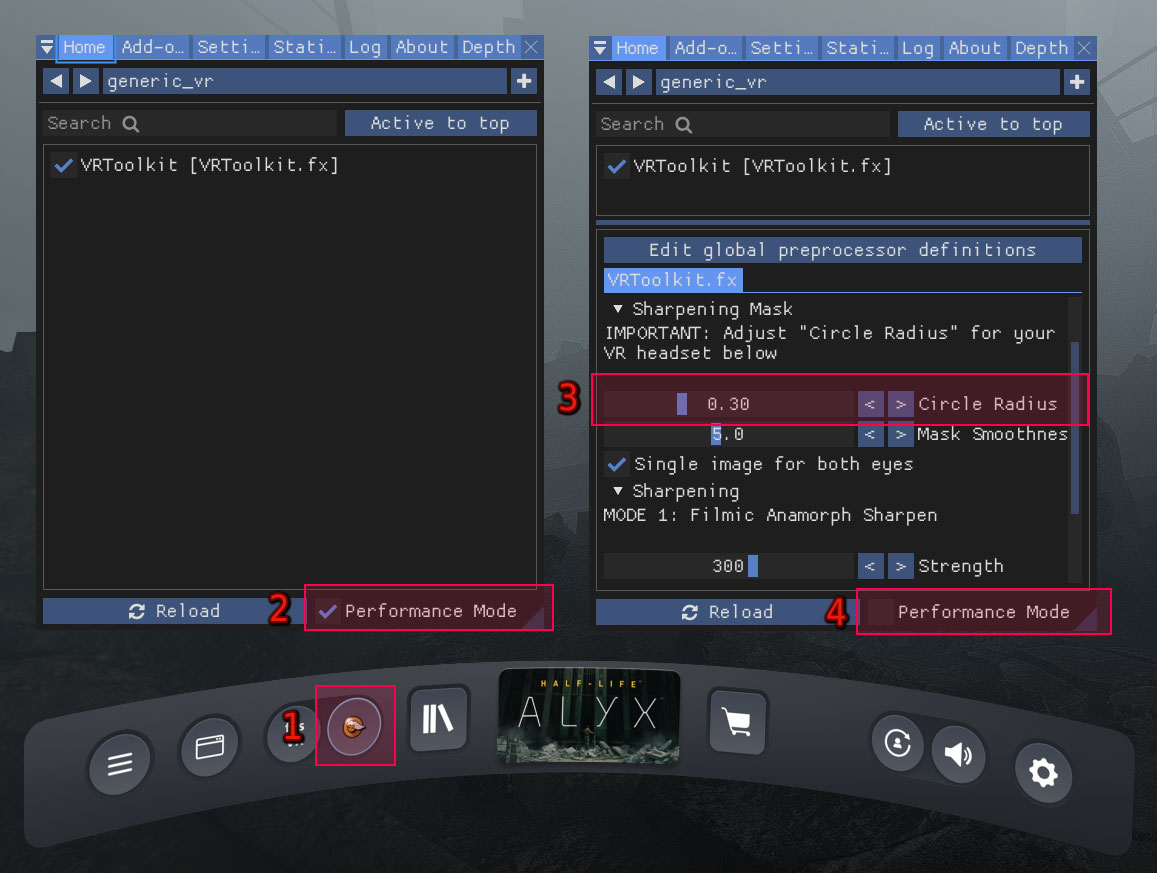 Home Add-o… Setti… Stati… Log About Depth
generic_vr
Search
Active to top
VRToolkit [VRToolkit.fx]
Reload
2
Performance Mode
Home Add-o… Setti… Stati… Log About Depth
generic_vr
Search
Active to top
VRToolkit [VRToolkit.fx]
Edit global preprocessor definitions
VRToolkit.fx
Sharpening Mask
IMPORTANT: Adjust "Circle Radius" for your
VR headset below
3
0.30 < > Circle Radius
5.0 < > Mask Smoothnes
Single image for both eyes
Sharpening
MODE 1: Filmic Anamorph Sharpen
300 < > Strength
Reload
4
Performance Mode
1
HALF-LIFE
ALYX